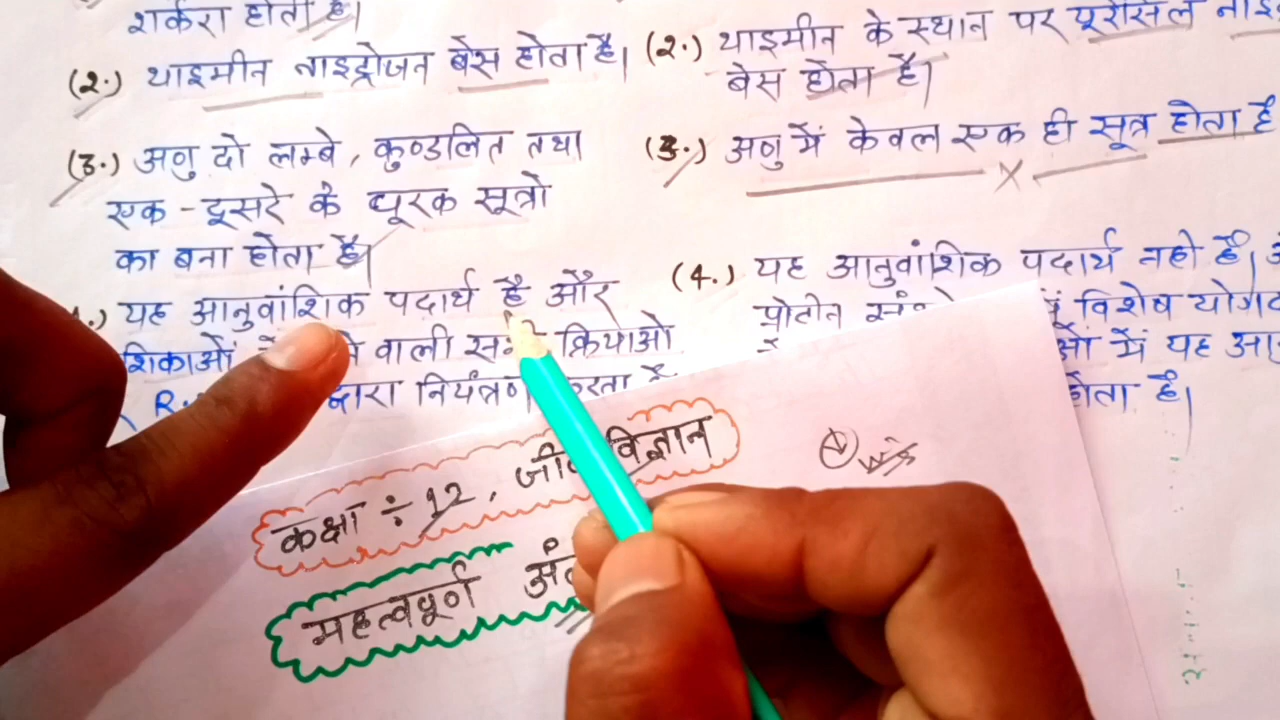 शर्करा होती है।
(2.) थाइमीन नाइट्रोजन बेस होता है।
(3.) अणु दो लम्बे, कुण्डलित तथा
एक-दूसरे के पूरक सूत्रो
का बना होता है।
यह आनुवांशिक पदार्थ है और
वाली क्रियाओ
द्वारा नियंत्रण करता है
(2.) थाइमीन के स्थान पर यूरेसिल
बेस होता है।
(3.) अणु में केवल एक ही सूत्र होता है
(4.) यह आनुवांशिक पदार्थ नही है।
प्रोटीन में विशेष
में यह
होता है।
कक्षा ÷ 12, विज्ञान
महत्वपूर्ण